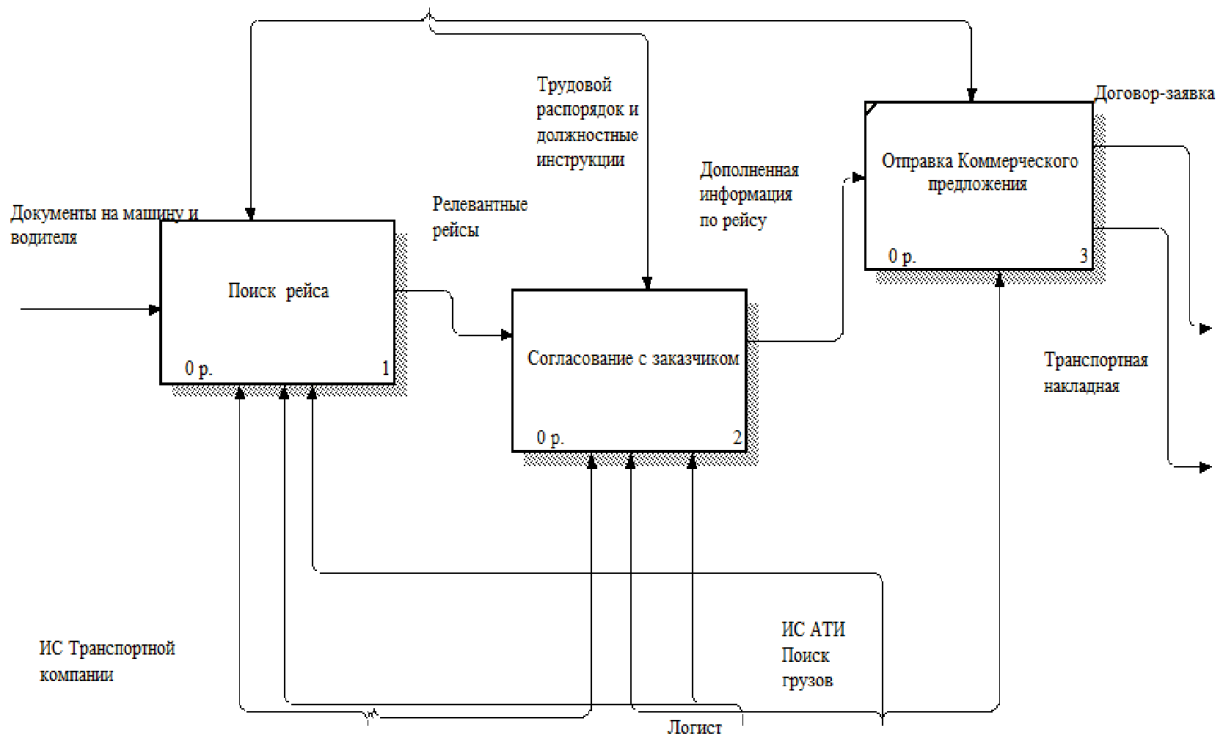 Трудовой
распорядок и
должностные
инструкции
Договор-заявка
Отправка Коммерческого
предложения
0 р.
3
Дополненная
информация
по рейсу
Документы на машину и
водителя
Релевантные
рейсы
Поиск рейса
0 р.
1
Согласование с заказчиком
0 р.
2
Транспортная
накладная
ИС Транспортной
компании
ИС АТИ
Поиск
грузов
Логист